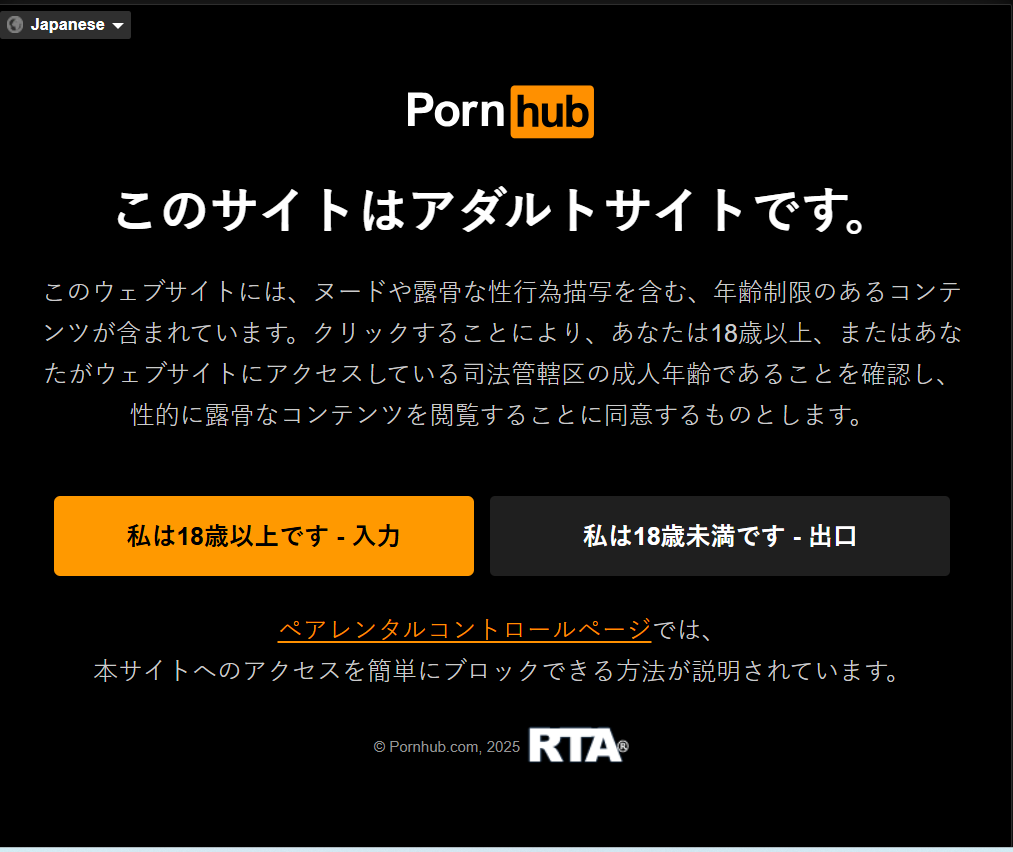 Japanese
Pornhub
このサイトはアダルトサイトです。
このウェブサイトには、ヌードや露骨な性行為描写を含む、年齢制限のあるコンテ
ンツが含まれています。クリックすることにより、あなたは18歳以上、またはあな
たがウェブサイトにアクセスしている司法管轄区の成人年齢であることを確認し、
性的に露骨なコンテンツを閲覧することに同意するものとします。
私は18歳以上です - 入力
私は18歳未満です - 出口
ペアレンタルコントロールページでは、
本サイトへのアクセスを簡単にブロックできる方法が説明されています。
© Pornhub.com, 2025 RTA®